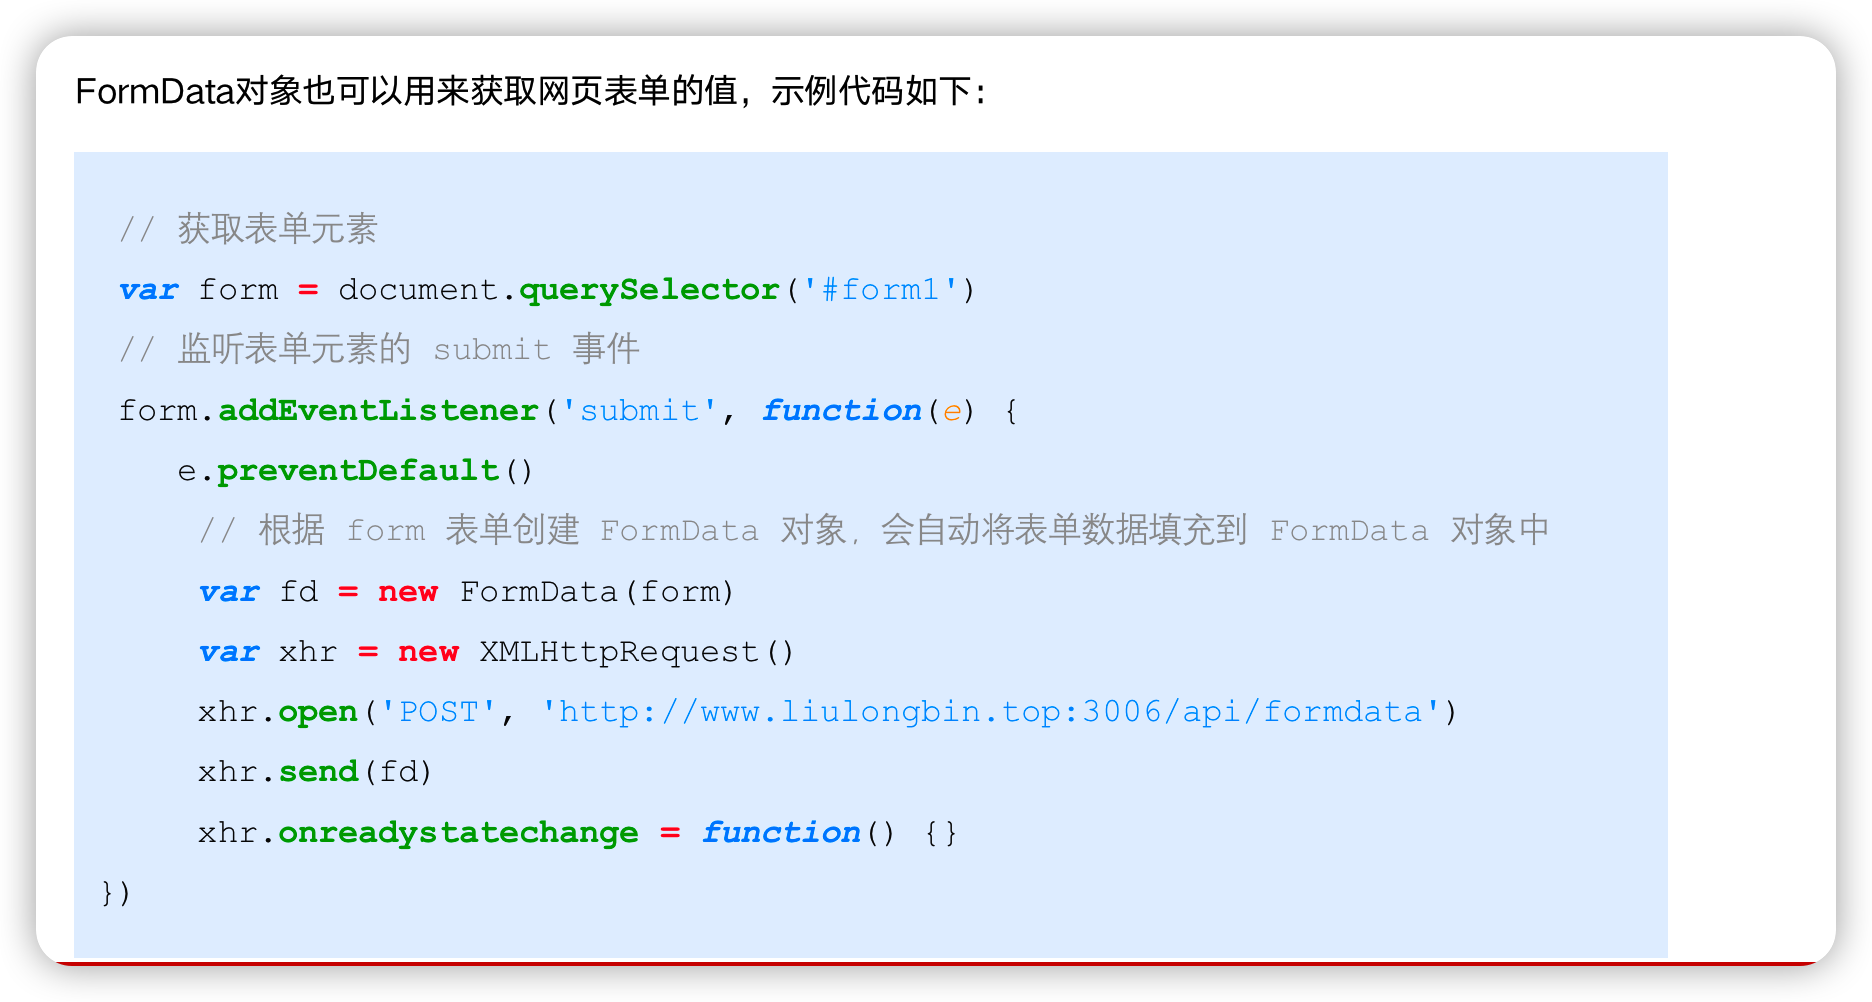 FormData对象也可以用来获取网页表单的值，示例代码如下：
// 获取表单元素
var form = document.querySelector('#form1')
// 监听表单元素的 submit 事件
form.addEventListener('submit', function(e) {
e.preventDefault()
// 根据 form 表单创建 FormData 对象，会自动将表单数据填充到 FormData 对象中
var fd = new FormData(form)
var xhr = new XMLHttpRequest()
xhr.open('POST', 'http://www.liulongbin.top:3006/api/formdata')
xhr.send(fd)
xhr.onreadystatechange = function() {}
})